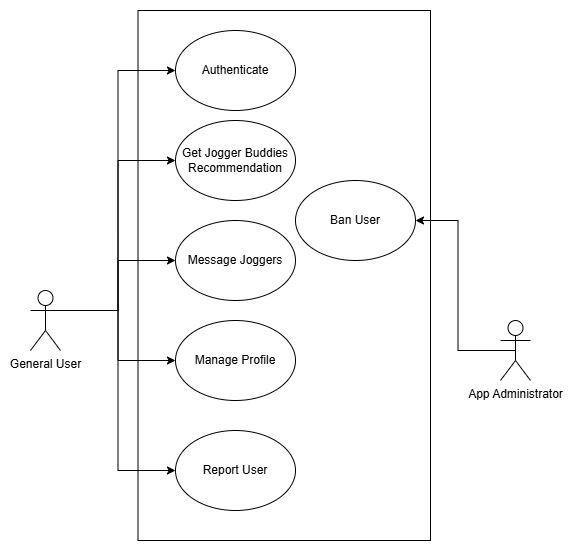 Authenticate
Get Jogger Buddies
Recommendation
Ban User
Message Joggers
Manage Profile
General User
App Administrator
Report User